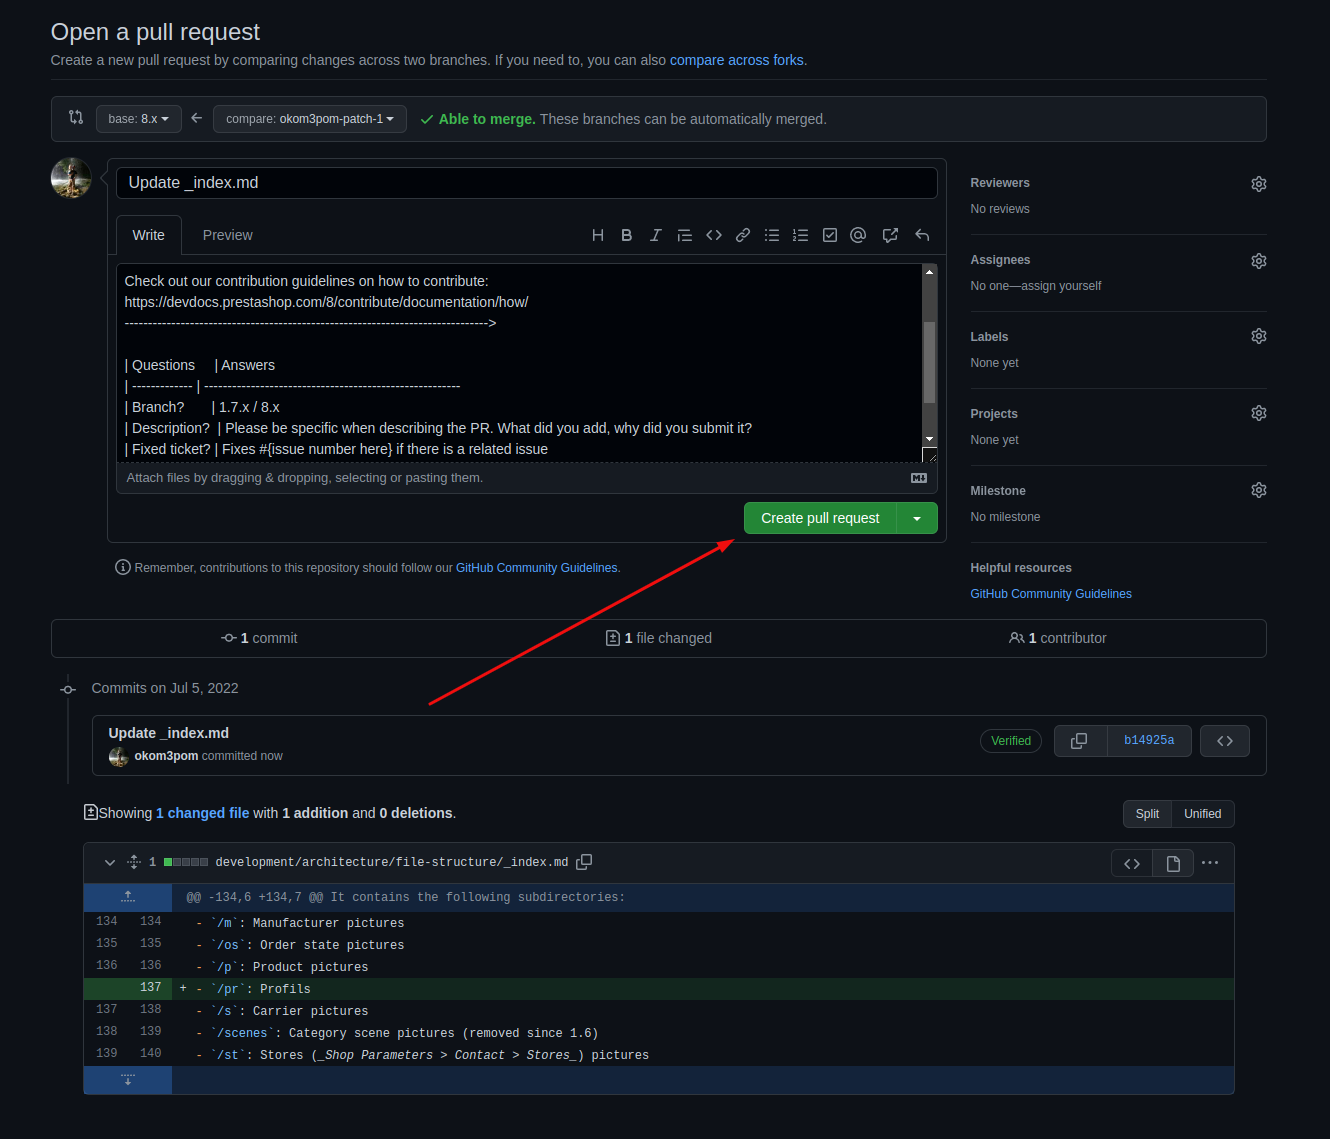 Open a pull request
Create a new pull request by comparing changes across two branches. If you need to, you can also compare across forks.
base: 8.x
compare: okom3pom-patch-1
Able to merge. These branches can be automatically merged.
Update _index.md
Write
Preview
Check out our contribution guidelines on how to contribute:
https://devdocs.prestashop.com/8/contribute/documentation/how/
------------------------------------------------------------------------------>
| Questions | Answers
| ------------- | -------------------------------------------------------
| Branch? | 1.7.x / 8.x
| Description? | Please be specific when describing the PR. What did you add, why did you submit it?
| Fixed ticket? | Fixes #{issue number here} if there is a related issue
Attach files by dragging & dropping, selecting or pasting them.
Create pull request
Remember, contributions to this repository should follow our GitHub Community Guidelines.
Reviewers
No reviews
Assignees
No one—assign yourself
Labels
None yet
Projects
None yet
Milestone
No milestone
Helpful resources
GitHub Community Guidelines
1 commit
1 file changed
1 contributor
Commits on Jul 5, 2022
Update _index.md
okom3pom committed now
Verified
b14925a
Showing 1 changed file with 1 addition and 0 deletions.
Split
Unified
1 development/architecture/file-structure/_index.md
@@ -134,6 +134,7 @@ It contains the following subdirectories:
134 134 - `/m`: Manufacturer pictures
135 135 - `/os`: Order state pictures
136 136 - `/p`: Product pictures
137 + - `/pr`: Profils
137 138 - `/s`: Carrier pictures
138 139 - `/scenes`: Category scene pictures (removed since 1.6)
139 140 - `/st`: Stores (_Shop Parameters > Contact > Stores_) pictures